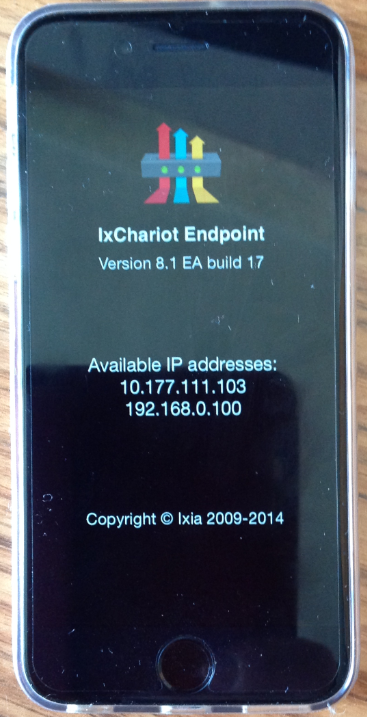 IxChariot Endpoint
Version 8.1 EA build 17
Available IP addresses:
10.177.111.103
192.168.0.100
Copyright © Ixia 2009-2014